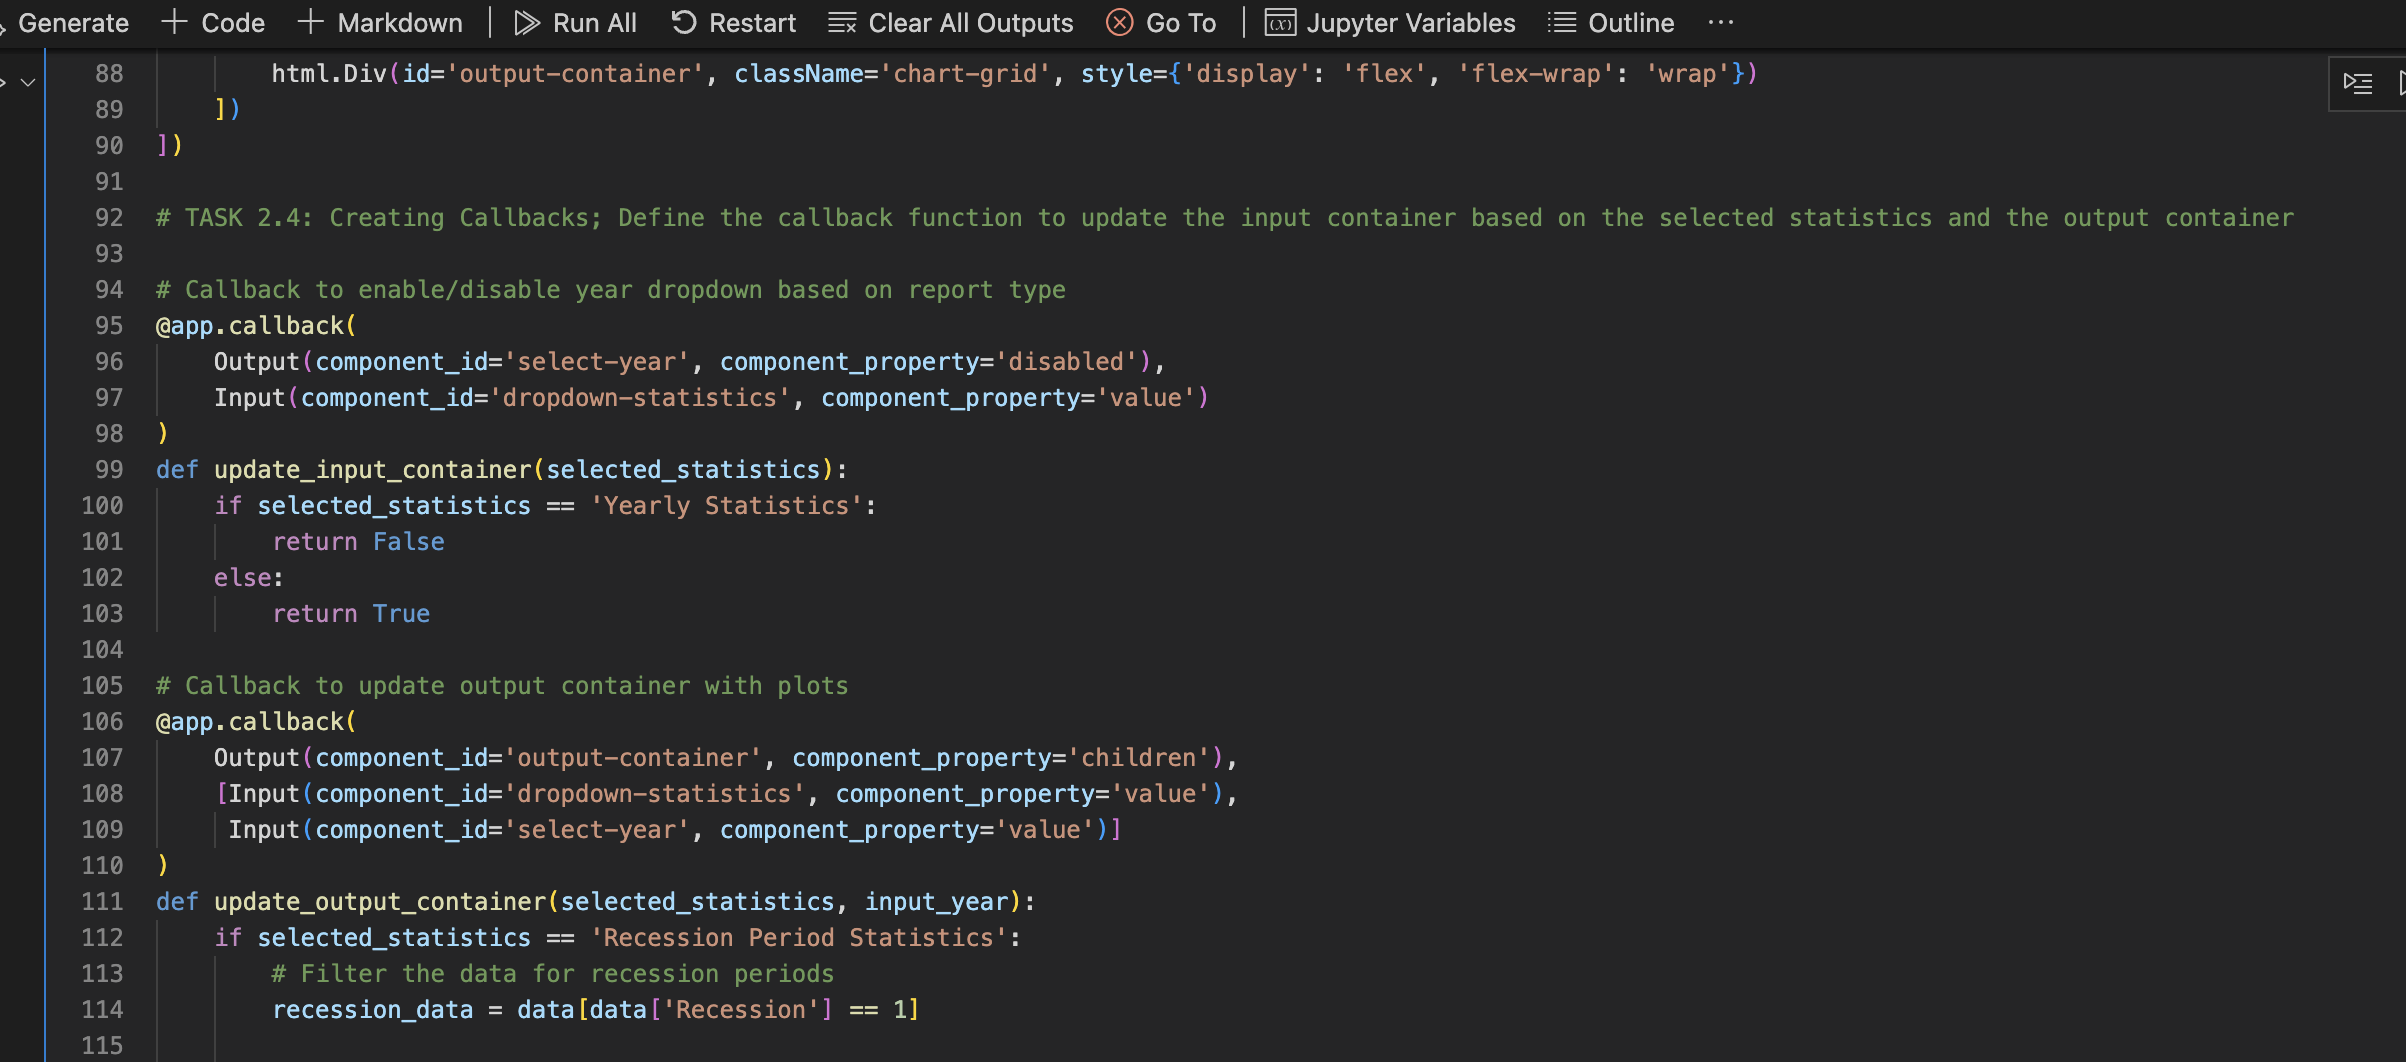 Generate + Code + Markdown | Run All Restart Clear All Outputs Go To | Jupyter Variables Outline ...
88 html.Div(id='output-container', className='chart-grid', style={'display': 'flex', 'flex-wrap': 'wrap'})
89 ])
90 ])
91
92 # TASK 2.4: Creating Callbacks; Define the callback function to update the input container based on the selected statistics and the output container
93
94 # Callback to enable/disable year dropdown based on report type
95 @app.callback(
96 Output(component_id='select-year', component_property='disabled'),
97 Input(component_id='dropdown-statistics', component_property='value')
98 )
99 def update_input_container(selected_statistics):
100 if selected_statistics == 'Yearly Statistics':
101 return False
102 else:
103 return True
104
105 # Callback to update output container with plots
106 @app.callback(
107 Output(component_id='output-container', component_property='children'),
108 [Input(component_id='dropdown-statistics', component_property='value'),
109 Input(component_id='select-year', component_property='value')]
110 )
111 def update_output_container(selected_statistics, input_year):
112 if selected_statistics == 'Recession Period Statistics':
113 # Filter the data for recession periods
114 recession_data = data[data['Recession'] == 1]
115